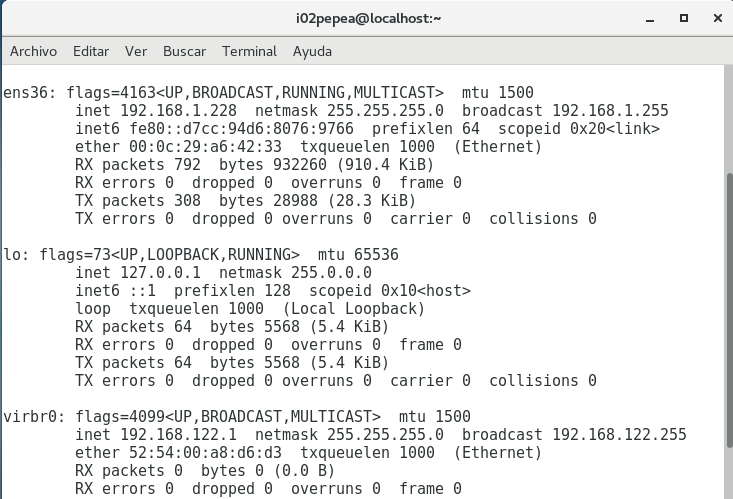 i02pepea@localhost:~
Archivo Editar Ver Buscar Terminal Ayuda
ens36: flags=4163<UP,BROADCAST,RUNNING,MULTICAST>  mtu 1500
        inet 192.168.1.228  netmask 255.255.255.0  broadcast 192.168.1.255
        inet6 fe80::d7cc:94d6:8076:9766  prefixlen 64  scopeid 0x20<link>
        ether 00:0c:29:a6:42:33  txqueuelen 1000  (Ethernet)
        RX packets 792  bytes 932260 (910.4 KiB)
        RX errors 0  dropped 0  overruns 0  frame 0
        TX packets 308  bytes 28988 (28.3 KiB)
        TX errors 0  dropped 0 overruns 0  carrier 0  collisions 0
lo: flags=73<UP,LOOPBACK,RUNNING>  mtu 65536
        inet 127.0.0.1  netmask 255.0.0.0
        inet6 ::1  prefixlen 128  scopeid 0x10<host>
        loop  txqueuelen 1000  (Local Loopback)
        RX packets 64  bytes 5568 (5.4 KiB)
        RX errors 0  dropped 0  overruns 0  frame 0
        TX packets 64  bytes 5568 (5.4 KiB)
        TX errors 0  dropped 0 overruns 0  carrier 0  collisions 0
virbr0: flags=4099<UP,BROADCAST,MULTICAST>  mtu 1500
        inet 192.168.122.1  netmask 255.255.255.0  broadcast 192.168.122.255
        ether 52:54:00:a8:d6:d3  txqueuelen 1000  (Ethernet)
        RX packets 0  bytes 0 (0.0 B)
        RX errors 0  dropped 0  overruns 0  frame 0